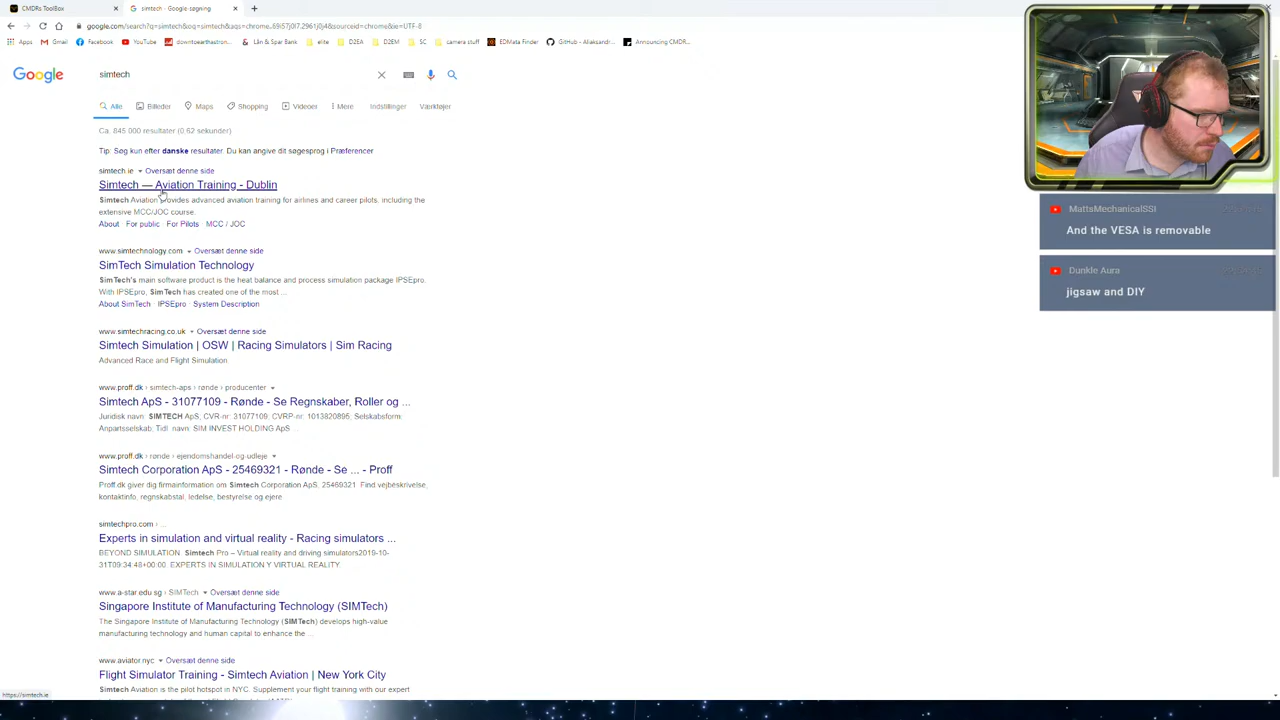 CMDRs ToolBox
simtech - Google-søgning
google.com/search?q=simtech&oq=simtech&aqs=chrome..69i57j0l7.2961j0j4&sourceid=chrome&ie=UTF-8
Apps Gmail Facebook YouTube downtoearthastron... Lån & Spar Bank elite D2EA D2EM SC camera stuff EDMata Finder GitHub - Aliaksandr... Announcing CMDR...
Google
simtech
Alle Billeder Maps Shopping Videoer Mere Indstillinger Værktøjer
Ca. 845.000 resultater (0,62 sekunder)
Tip: Søg kun efter danske resultater. Du kan angive dit søgesprog i Præferencer
simtech.ie Oversæt denne side
Simtech — Aviation Training - Dublin
Simtech Aviation provides advanced aviation training for airlines and career pilots, including the
extensive MCC/JOC course.
About · For public · For Pilots · MCC / JOC
www.simtechnology.com Oversæt denne side
SimTech Simulation Technology
SimTech's main software product is the heat balance and process simulation package IPSEpro.
With IPSEpro, SimTech has created one of the most ...
About SimTech · IPSEpro · System Description
www.simtechracing.co.uk Oversæt denne side
Simtech Simulation | OSW | Racing Simulators | Sim Racing
Advanced Race and Flight Simulation.
www.proff.dk › simtech-aps › rønde › producenter
Simtech ApS - 31077109 - Rønde - Se Regnskaber, Roller og ...
Juridisk navn: SIMTECH ApS, CVR-nr: 31077109, CVRP-nr: 1013820895, Selskabsform:
Anpartsselskab; Tidl. navn: SIM INVEST HOLDING ApS ...
www.proff.dk › rønde › ejendomshandel-og-udleje
Simtech Corporation ApS - 25469321 - Rønde - Se ... - Proff
Proff.dk giver dig firmainformation om Simtech Corporation ApS, 25469321. Find vejbeskrivelse,
kontaktinfo, regnskabstal, ledelse, bestyrelse og ejere
simtechpro.com › ...
Experts in simulation and virtual reality - Racing simulators ...
BEYOND SIMULATION. Simtech Pro – Virtual reality and driving simulators2019-10-
31T09:34:48+00:00. EXPERTS IN SIMULATION Y VIRTUAL REALITY.
www.a-star.edu.sg › SIMTech Oversæt denne side
Singapore Institute of Manufacturing Technology (SIMTech)
The Singapore Institute of Manufacturing Technology (SIMTech) develops high-value
manufacturing technology and human capital to enhance the ...
www.aviator.nyc Oversæt denne side
Flight Simulator Training - Simtech Aviation | New York City
Simtech Aviation is the pilot hotspot in NYC. Supplement your flight training with our expert
https://simtech.ie
MattsMechanicalSSI
And the VESA is removable
Dunkle Aura
jigsaw and DIY